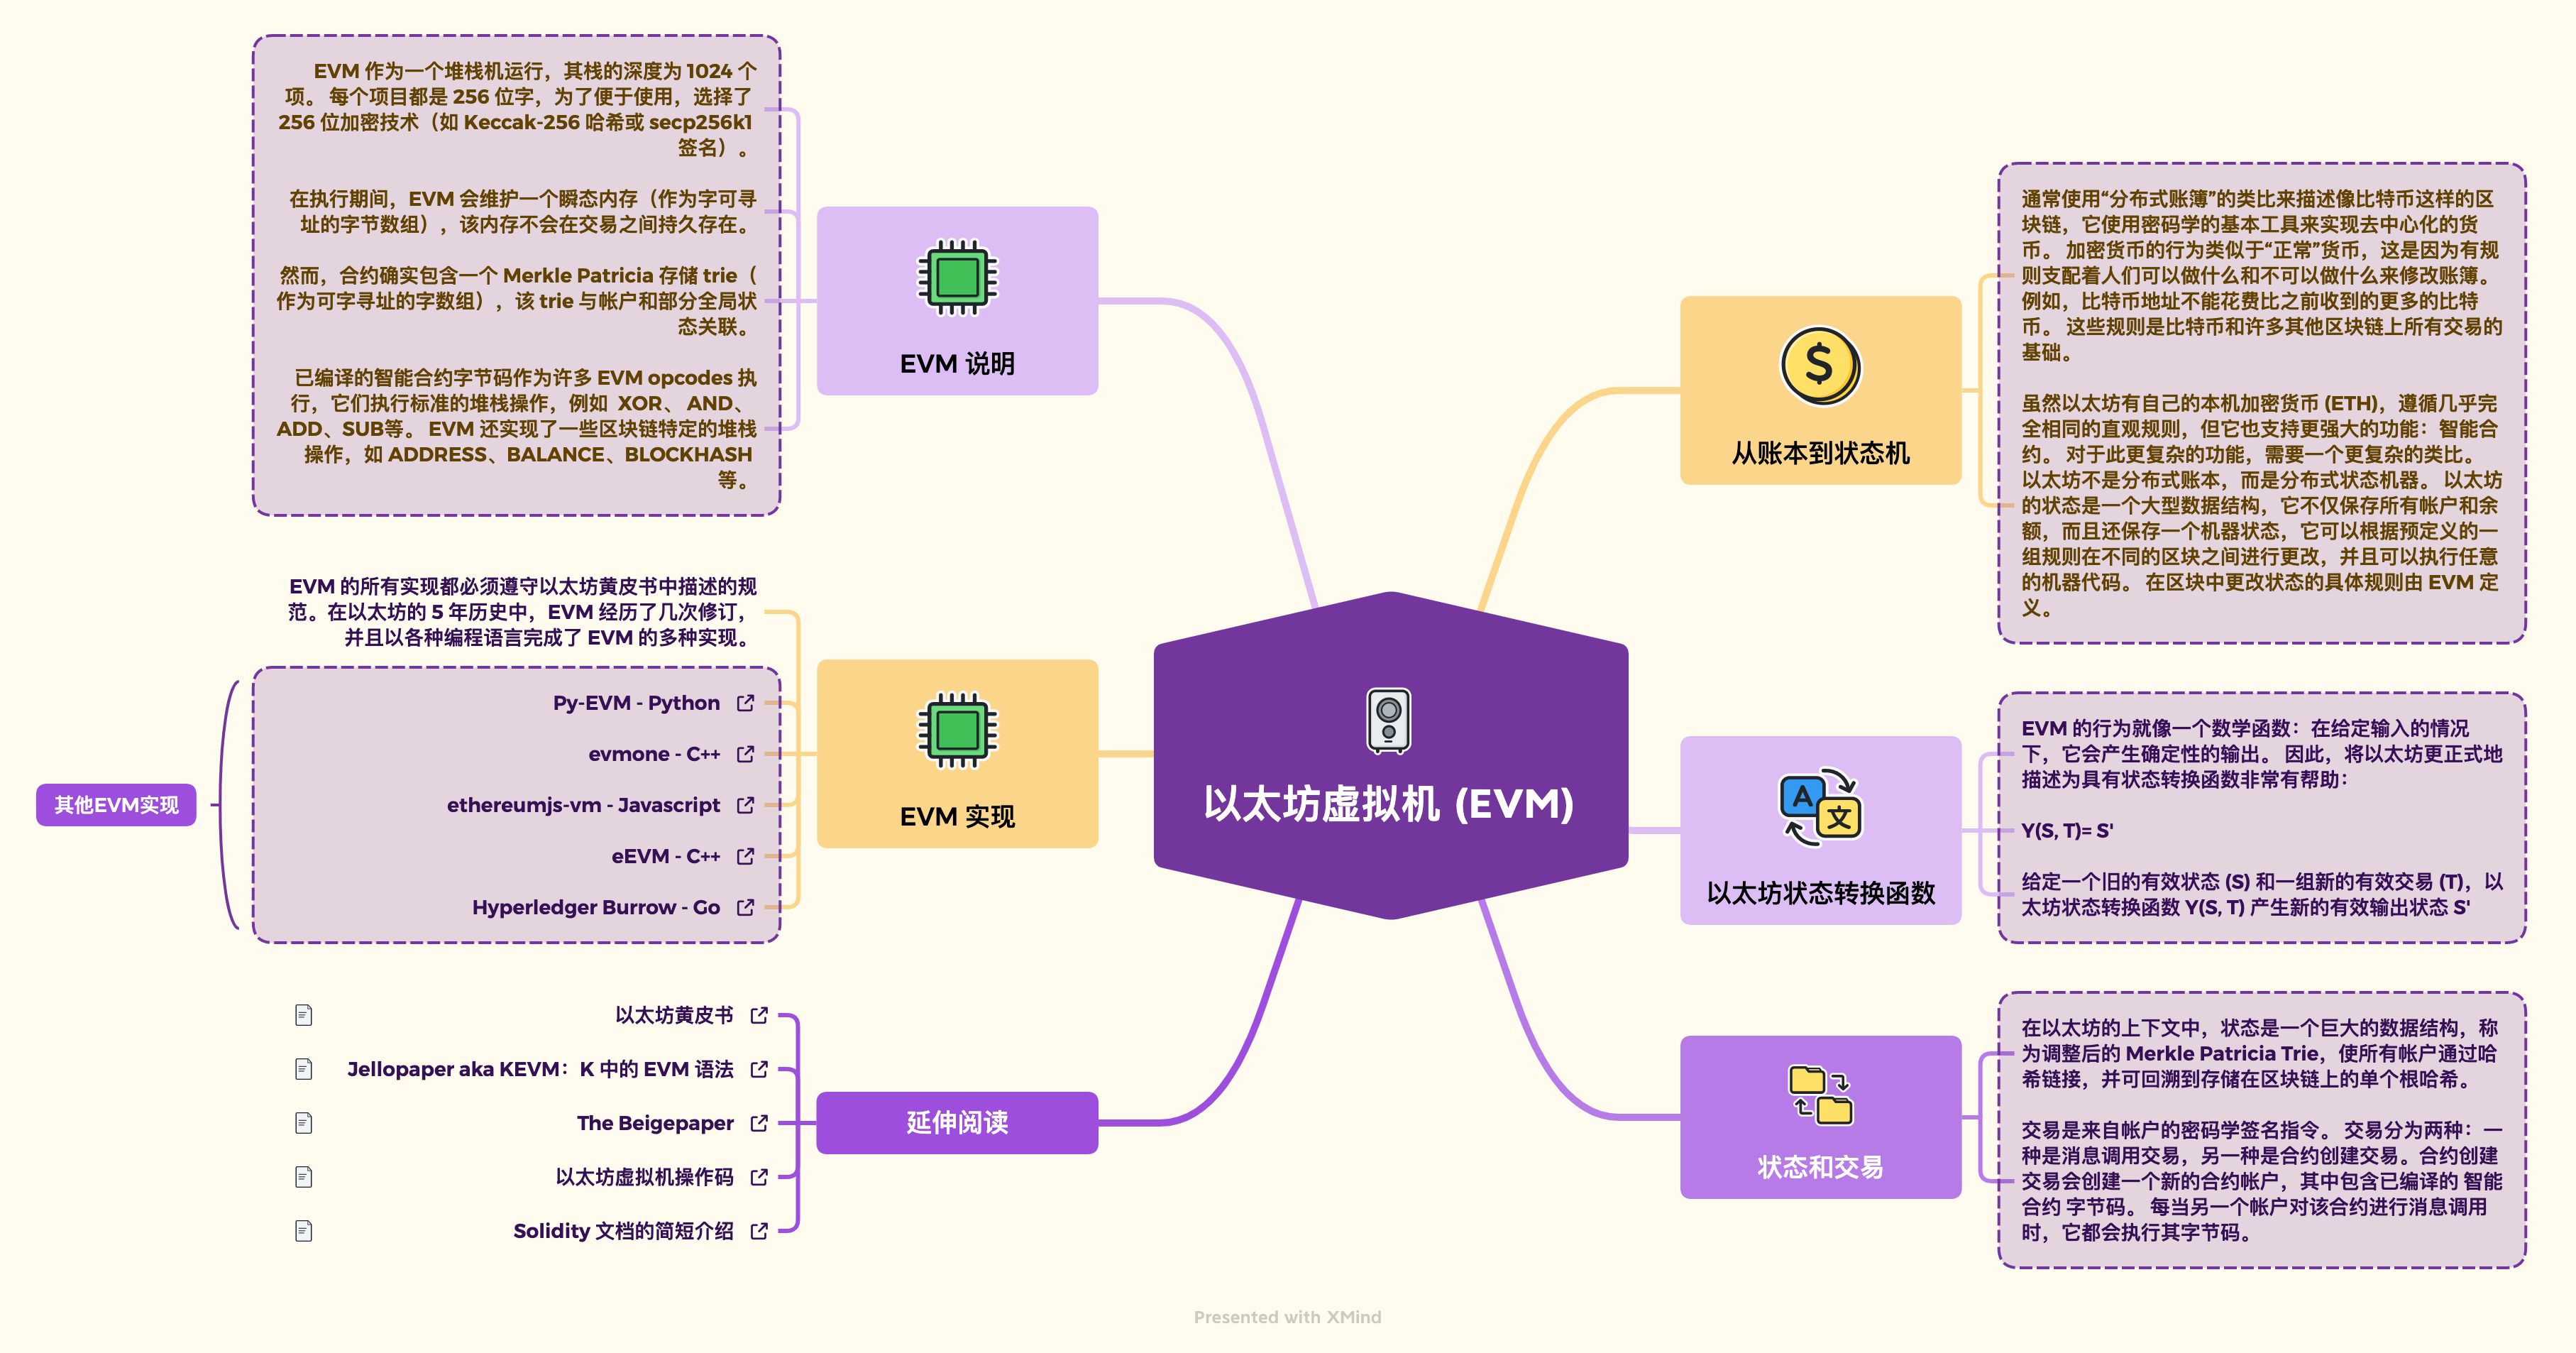 以太坊虚拟机 (EVM)
从账本到状态机
通常使用“分布式账簿”的类比来描述像比特币这样的区
块链，它使用密码学的基本工具来实现去中心化的货
币。 加密货币的行为类似于“正常”货币，这是因为有规
则支配着人们可以做什么和不可以做什么来修改账簿。
例如，比特币地址不能花费比之前收到的更多的比特
币。 这些规则是比特币和许多其他区块链上所有交易的
基础。
虽然以太坊有自己的本机加密货币 (ETH)，遵循几乎完
全相同的直观规则，但它也支持更强大的功能：智能合
约。 对于此更复杂的功能，需要一个更复杂的类比。
以太坊不是分布式账本，而是分布式状态机器。 以太坊
的状态是一个大型数据结构，它不仅保存所有帐户和余
额，而且还保存一个机器状态，它可以根据预定义的一
组规则在不同的区块之间进行更改，并且可以执行任意
的机器代码。 在区块中更改状态的具体规则由 EVM 定
义。
以太坊状态转换函数
EVM 的行为就像一个数学函数：在给定输入的情况
下，它会产生确定性的输出。 因此，将以太坊更正式地
描述为具有状态转换函数非常有帮助：
Y(S, T)= S'
给定一个旧的有效状态 (S) 和一组新的有效交易 (T)，以
太坊状态转换函数 Y(S, T) 产生新的有效输出状态 S'
状态和交易
在以太坊的上下文中，状态是一个巨大的数据结构，称
为调整后的 Merkle Patricia Trie，使所有帐户通过哈
希链接，并可回溯到存储在区块链上的单个根哈希。
交易是来自帐户的密码学签名指令。 交易分为两种：一
种是消息调用交易，另一种是合约创建交易。合约创建
交易会创建一个新的合约帐户，其中包含已编译的 智能
合约 字节码。 每当另一个帐户对该合约进行消息调用
时，它都会执行其字节码。
EVM 说明
EVM 作为一个堆栈机运行，其栈的深度为 1024 个
项。 每个项目都是 256 位字，为了便于使用，选择了
256 位加密技术（如 Keccak-256 哈希或 secp256k1
签名）。
在执行期间，EVM 会维护一个瞬态内存（作为字可寻
址的字节数组），该内存不会在交易之间持久存在。
然而，合约确实包含一个 Merkle Patricia 存储 trie（
作为可字寻址的字数组），该 trie 与帐户和部分全局状
态关联。
已编译的智能合约字节码作为许多 EVM opcodes 执
行，它们执行标准的堆栈操作，例如  XOR、 AND、
ADD、SUB等。 EVM 还实现了一些区块链特定的堆栈
操作，如 ADDRESS、BALANCE、BLOCKHASH
等。
EVM 实现
EVM 的所有实现都必须遵守以太坊黄皮书中描述的规
范。在以太坊的 5 年历史中，EVM 经历了几次修订，
并且以各种编程语言完成了 EVM 的多种实现。
Py-EVM - Python
evmone - C++
ethereumjs-vm - Javascript
eEVM - C++
Hyperledger Burrow - Go
其他EVM实现
延伸阅读
以太坊黄皮书
Jellopaper aka KEVM：K 中的 EVM 语法
The Beigepaper
以太坊虚拟机操作码
Solidity 文档的简短介绍
Presented with XMind